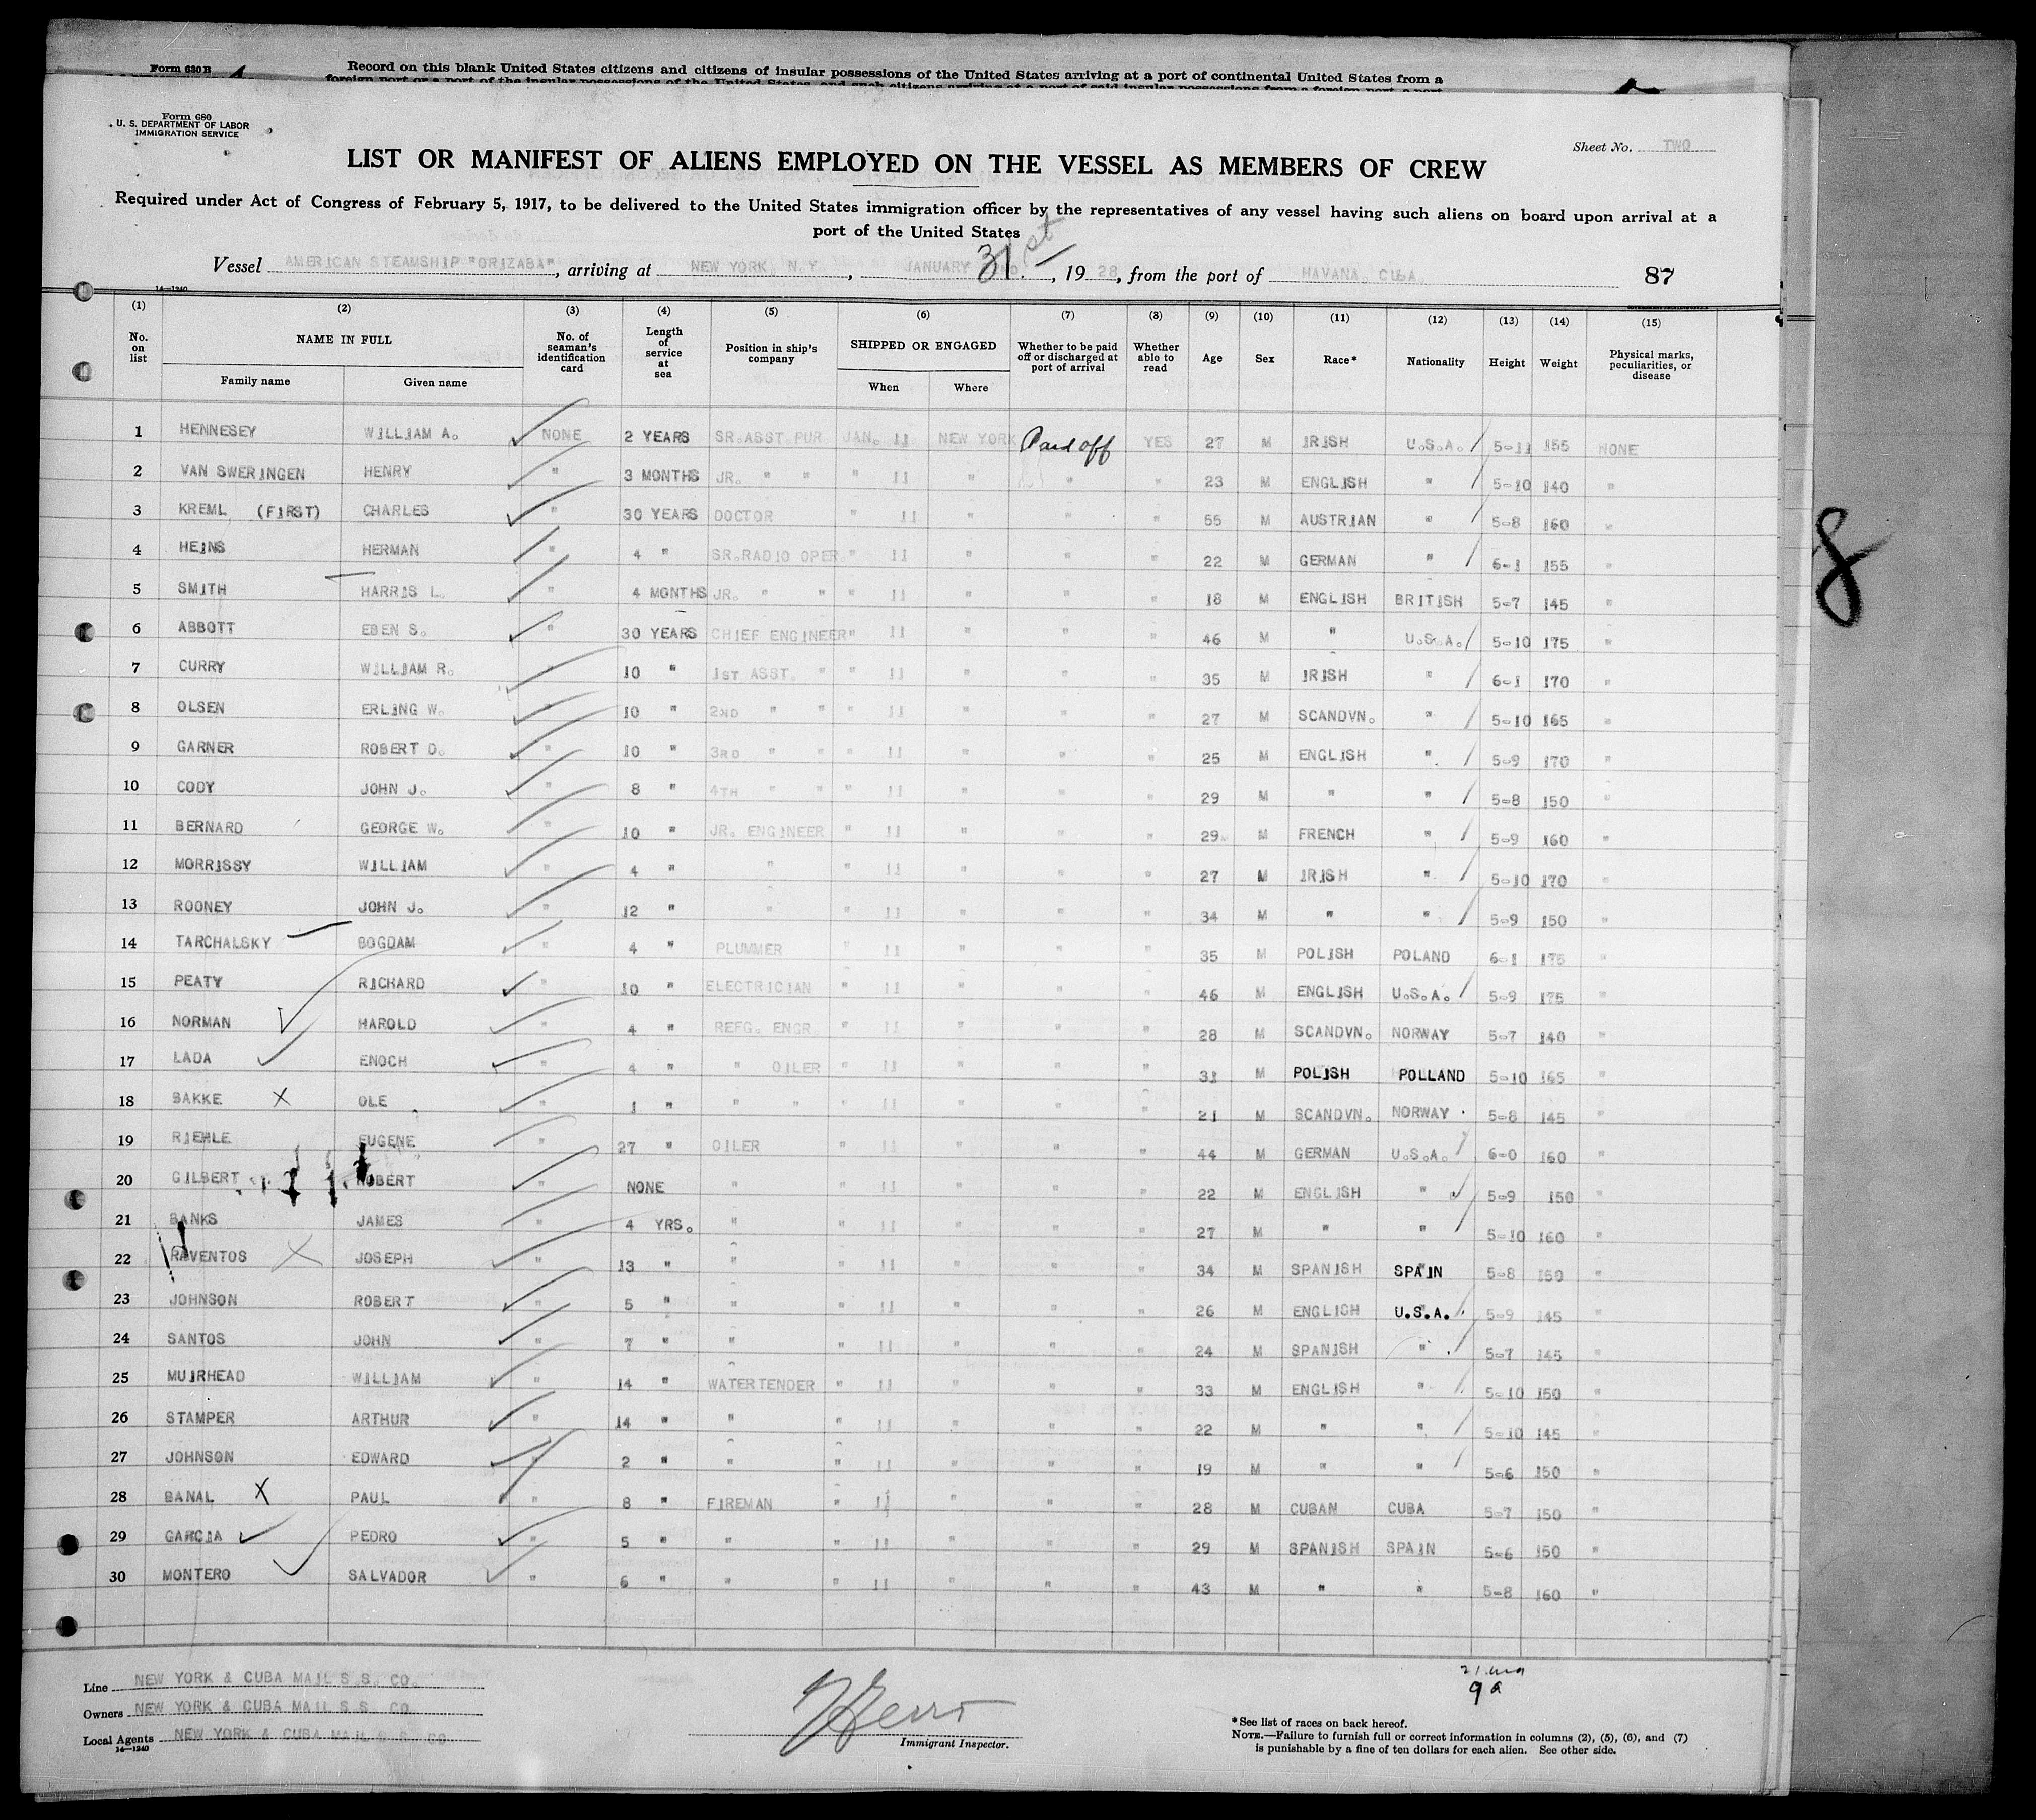 Form 630 B
Record on this blank United States citizens and citizens of insular possessions of the United States arriving at a port of continental United States from a
Form 680
U. S. DEPARTMENT OF LABOR
IMMIGRATION SERVICE
Sheet No. TWO
LIST OR MANIFEST OF ALIENS EMPLOYED ON THE VESSEL AS MEMBERS OF CREW
Required under Act of Congress of February 5, 1917, to be delivered to the United States immigration officer by the representatives of any vessel having such aliens on board upon arrival at a
port of the United States
Vessel AMERICAN STEAMSHIP "ORIZABA", arriving at NEW YORK, N.Y., JANUARY 31st, 1928, from the port of HAVANA, CUBA. 87
14—1240
(1) (2) (3) (4) (5) (6) (7) (8) (9) (10) (11) (12) (13) (14) (15)
No. on list | NAME IN FULL | Family name | Given name | No. of seaman's identification card | Length of service at sea | Position in ship's company | SHIPPED OR ENGAGED | When | Where | Whether to be paid off or discharged at port of arrival | Whether able to read | Age | Sex | Race* | Nationality | Height | Weight | Physical marks, peculiarities, or disease
1 HENNESEY WILLIAM A. NONE 2 YEARS SR.ASST.PUR JAN. 11 NEW YORK Paid off YES 27 M IRISH U.S.A. 5-11 155 NONE
2 VAN SWERINGEN HENRY " 3 MONTHS JR. " " " 11 " " " 23 M ENGLISH " 5-10 140 "
3 KREML (FIRST) CHARLES " 30 YEARS DOCTOR " 11 " " " 55 M AUSTRIAN " 5-8 160 "
4 HEINS HERMAN " 4 " SR.RADIO OPER. " 11 " " " 22 M GERMAN " 6-1 155 "
5 SMITH HARRIS L. " 4 MONTHS JR. " " " 11 " " " 18 M ENGLISH BRITISH 5-7 145 "
6 ABBOTT EBEN S. " 30 YEARS CHIEF ENGINEER " 11 " " " 46 M " U.S.A. 5-10 175 "
7 CURRY WILLIAM R. " 10 " 1ST ASST. " " 11 " " " 35 M IRISH " 6-1 170 "
8 OLSEN ERLING W. " 10 " 2ND " " " 11 " " " 27 M SCANDVN. " 5-10 165 "
9 GARNER ROBERT D. " 10 " 3RD " " " 11 " " " 25 M ENGLISH " 5-9 170 "
10 CODY JOHN J. " 8 " 4TH " " " 11 " " " 29 M " " 5-8 150 "
11 BERNARD GEORGE W. " 10 " JR. ENGINEER " 11 " " " 29 M FRENCH " 5-9 160 "
12 MORRISSY WILLIAM " 4 " " " 11 " " " 27 M IRISH " 5-10 170 "
13 ROONEY JOHN J. " 12 " " " 11 " " " 34 M " " 5-9 150 "
14 TARCHALSKY BOGDAM " 4 " PLUMMER " 11 " " " 35 M POLISH POLAND 6-1 175 "
15 PEATY RICHARD " 10 " ELECTRICIAN " 11 " " " 46 M ENGLISH U.S.A. 5-9 175 "
16 NORMAN HAROLD " 4 " REFG. ENGR. " 11 " " " 28 M SCANDVN. NORWAY 5-7 140 "
17 LADA ENOCH " 4 " " OILER " 11 " " " 31 M POLISH POLLAND 5-10 165 "
18 BAKKE X OLE " 1 " " " " 11 " " " 21 M SCANDVN. NORWAY 5-8 145 "
19 RIEHLE EUGENE " 27 " OILER " 11 " " " 44 M GERMAN U.S.A. 6-0 160 "
20 GILBERT ROBERT " NONE " " 11 " " " 22 M ENGLISH " 5-9 150 "
21 BANKS JAMES " 4 YRS. " " 11 " " " 27 M " " 5-10 160 "
22 RAVENTOS X JOSEPH " 13 " " " 11 " " " 34 M SPANISH SPAIN 5-8 150 "
23 JOHNSON ROBERT " 5 " " " 11 " " " 26 M ENGLISH U.S.A. 5-9 145 "
24 SANTOS JOHN " 7 " " " 11 " " " 24 M SPANISH " 5-7 145 "
25 MUIRHEAD WILLIAM " 14 " WATERTENDER " 11 " " " 33 M ENGLISH " 5-10 150 "
26 STAMPER ARTHUR " 14 " " " 11 " " " 22 M " " 5-10 145 "
27 JOHNSON EDWARD " 2 " " " 11 " " " 19 M " " 5-6 150 "
28 BANAL X PAUL " 8 " FIREMAN " 11 " " " 28 M CUBAN CUBA 5-7 150 "
29 GARCIA PEDRO " 5 " " " 11 " " " 29 M SPANISH SPAIN 5-6 150 "
30 MONTERO SALVADOR " 6 " " " 11 " " " 43 M " " 5-8 160 "
8
Line NEW YORK & CUBA MAIL S.S. CO.
Owners NEW YORK & CUBA MAIL S.S. CO.
Local Agents NEW YORK & CUBA MAIL S.S. CO
14—1240
Immigrant Inspector.
9 a
*See list of races on back hereof.
NOTE.—Failure to furnish full or correct information in columns (2), (5), (6), and (7)
is punishable by a fine of ten dollars for each alien. See other side.